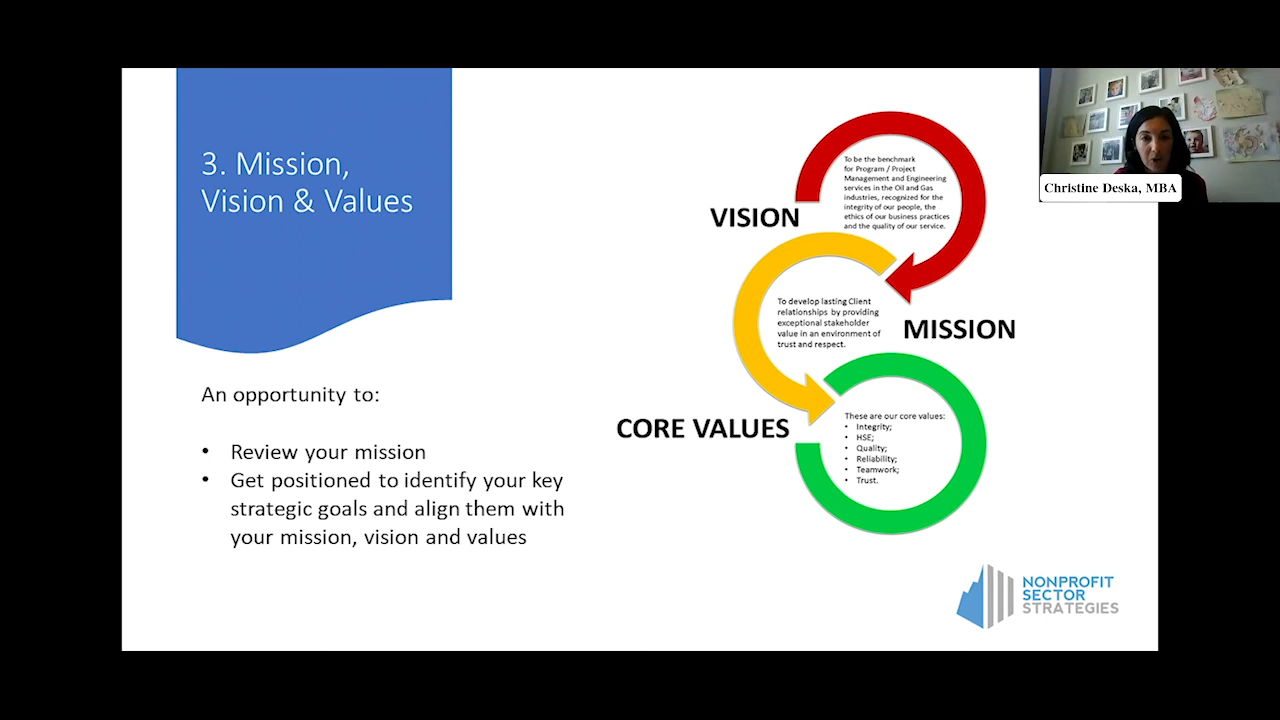 3. Mission,
Vision & Values
An opportunity to:
• Review your mission
• Get positioned to identify your key
strategic goals and align them with
your mission, vision and values
VISION
To be the benchmark
for Program / Project
Management and Engineering
services in the Oil and Gas
industries, recognized for the
integrity of our people, the
ethics of our business practices
and the quality of our service.
MISSION
To develop lasting Client
relationships by providing
exceptional stakeholder
value in an environment of
trust and respect.
CORE VALUES
These are our core values:
• Integrity;
• HSE;
• Quality;
• Reliability;
• Teamwork;
• Trust.
Christine Deska, MBA
NONPROFIT
SECTOR
STRATEGIES